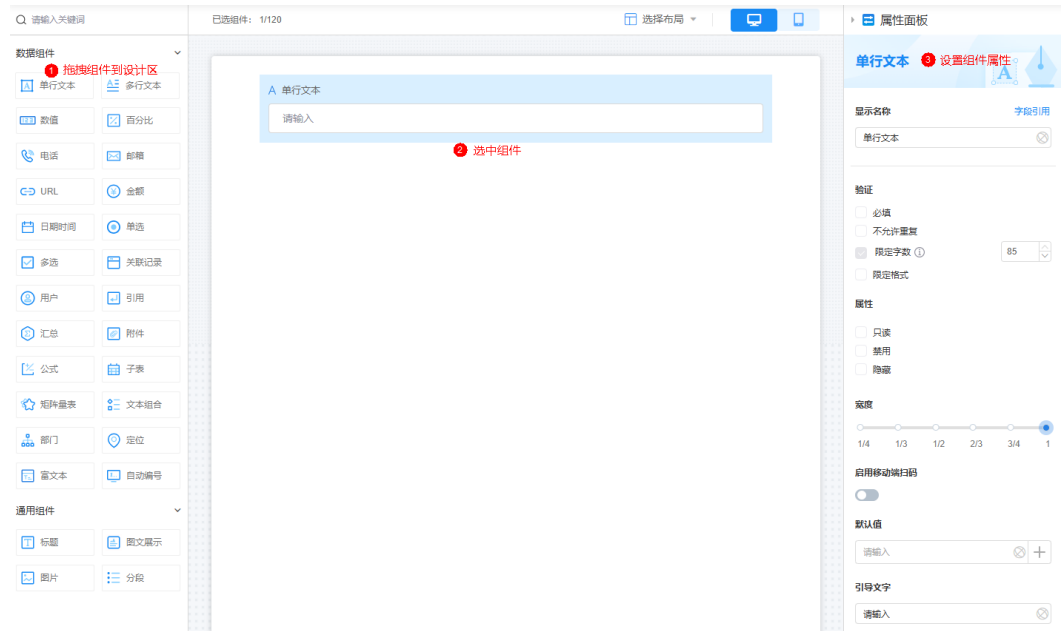 请输入关键词
数据组件
1 拖拽组件到设计区
单行文本
多行文本
数值
百分比
电话
邮箱
URL
金额
日期时间
单选
多选
关联记录
用户
引用
汇总
附件
公式
子表
矩阵量表
文本组合
部门
定位
富文本
自动编号
通用组件
标题
图文展示
图片
分段
已选组件： 1/120
选择布局
A 单行文本
请输入
2 选中组件
属性面板
单行文本
3 设置组件属性
A
显示名称
字段引用
单行文本
验证
必填
不允许重复
限定字数
85
限定格式
属性
只读
禁用
隐藏
宽度
1/4 1/3 1/2 2/3 3/4 1
启用移动端扫码
默认值
请输入
引导文字
请输入